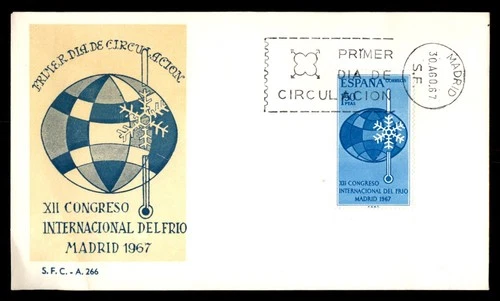 PRIMER DIA DE CIRCULACION
XII CONGRESO
INTERNACIONAL DEL FRIO
MADRID 1967
S. F. C. - A. 266
PRIMER
DIA DE
CIRCULACION
MADRID
30 AGO. 67
S.F.
ESPAÑA
CORREOS
PTAS
XII CONGRESO
INTERNACIONAL DEL FRIO
MADRID 1967